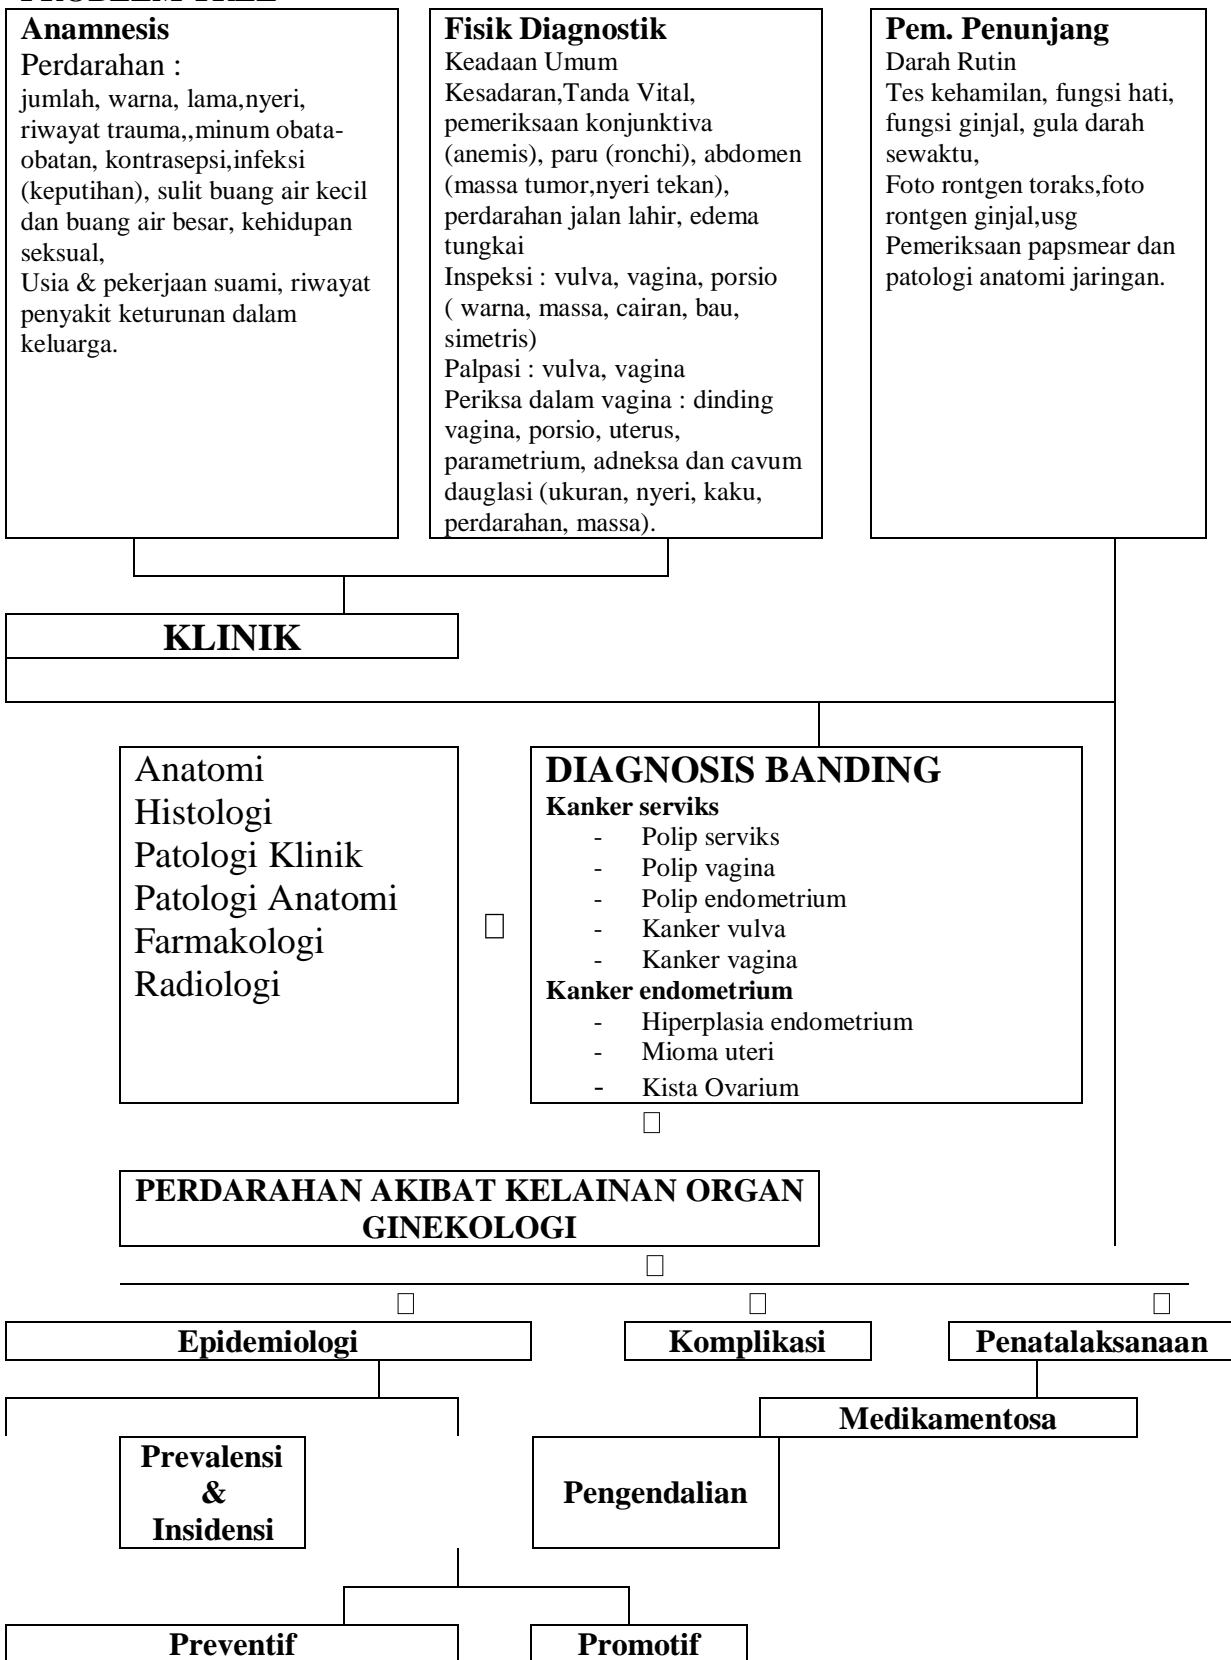 PROBLEM TREE
Anamnesis
Perdarahan :
jumlah, warna, lama,nyeri,
riwayat trauma,,minum obata-
obatan, kontrasepsi,infeksi
(keputihan), sulit buang air kecil
dan buang air besar, kehidupan
seksual,
Usia & pekerjaan suami, riwayat
penyakit keturunan dalam
keluarga.
Fisik Diagnostik
Keadaan Umum
Kesadaran,Tanda Vital,
pemeriksaan konjunktiva
(anemis), paru (ronchi), abdomen
(massa tumor,nyeri tekan),
perdarahan jalan lahir, edema
tungkai
Inspeksi : vulva, vagina, porsio
( warna, massa, cairan, bau,
simetris)
Palpasi : vulva, vagina
Periksa dalam vagina : dinding
vagina, porsio, uterus,
parametrium, adneksa dan cavum
dauglasi (ukuran, nyeri, kaku,
perdarahan, massa).
Pem. Penunjang
Darah Rutin
Tes kehamilan, fungsi hati,
fungsi ginjal, gula darah
sewaktu,
Foto rontgen toraks,foto
rontgen ginjal,usg
Pemeriksaan papsmear dan
patologi anatomi jaringan.
KLINIK
Anatomi
Histologi
Patologi Klinik
Patologi Anatomi
Farmakologi
Radiologi
DIAGNOSIS BANDING
Kanker serviks
- Polip serviks
- Polip vagina
- Polip endometrium
- Kanker vulva
- Kanker vagina
Kanker endometrium
- Hiperplasia endometrium
- Mioma uteri
- Kista Ovarium
PERDARAHAN AKIBAT KELAINAN ORGAN
GINEKOLOGI
Epidemiologi
Komplikasi
Penatalaksanaan
Medikamentosa
Prevalensi
&
Insidensi
Pengendalian
Preventif
Promotif